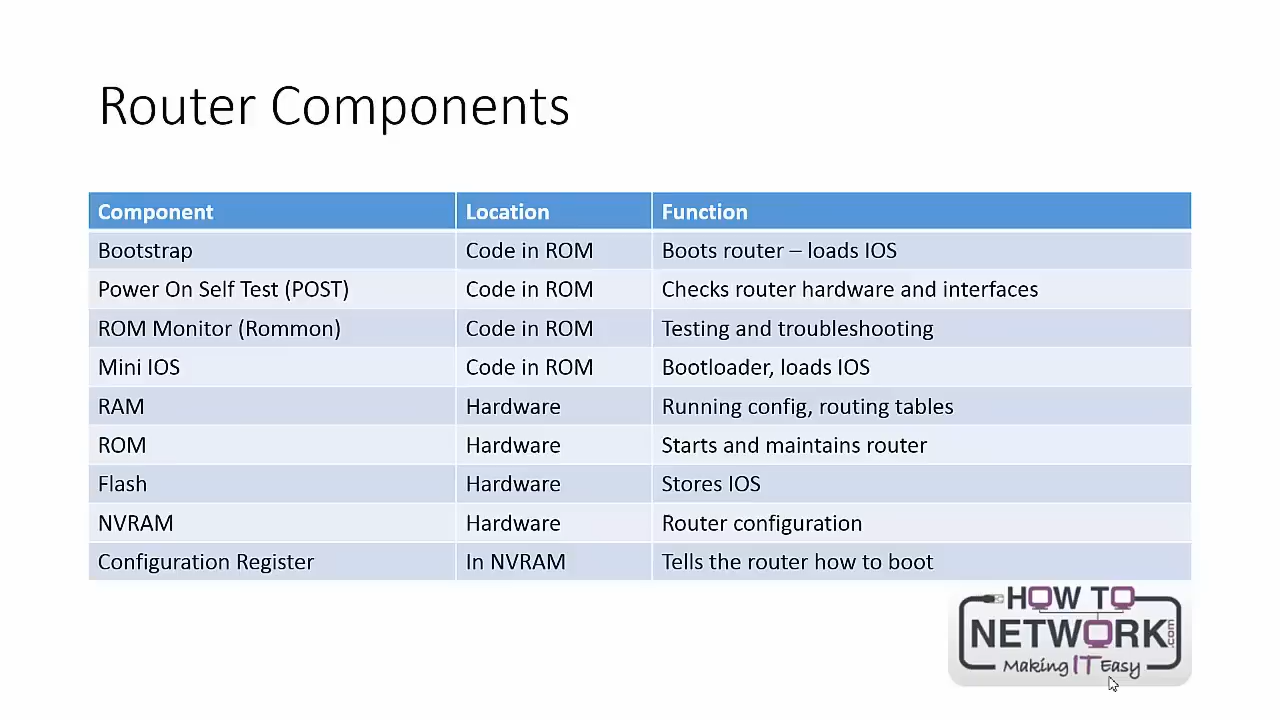 Router Components
Component Location Function
Bootstrap Code in ROM Boots router – loads IOS
Power On Self Test (POST) Code in ROM Checks router hardware and interfaces
ROM Monitor (Rommon) Code in ROM Testing and troubleshooting
Mini IOS Code in ROM Bootloader, loads IOS
RAM Hardware Running config, routing tables
ROM Hardware Starts and maintains router
Flash Hardware Stores IOS
NVRAM Hardware Router configuration
Configuration Register In NVRAM Tells the router how to boot
HOW TO
NETWORK.com
Making IT Easy